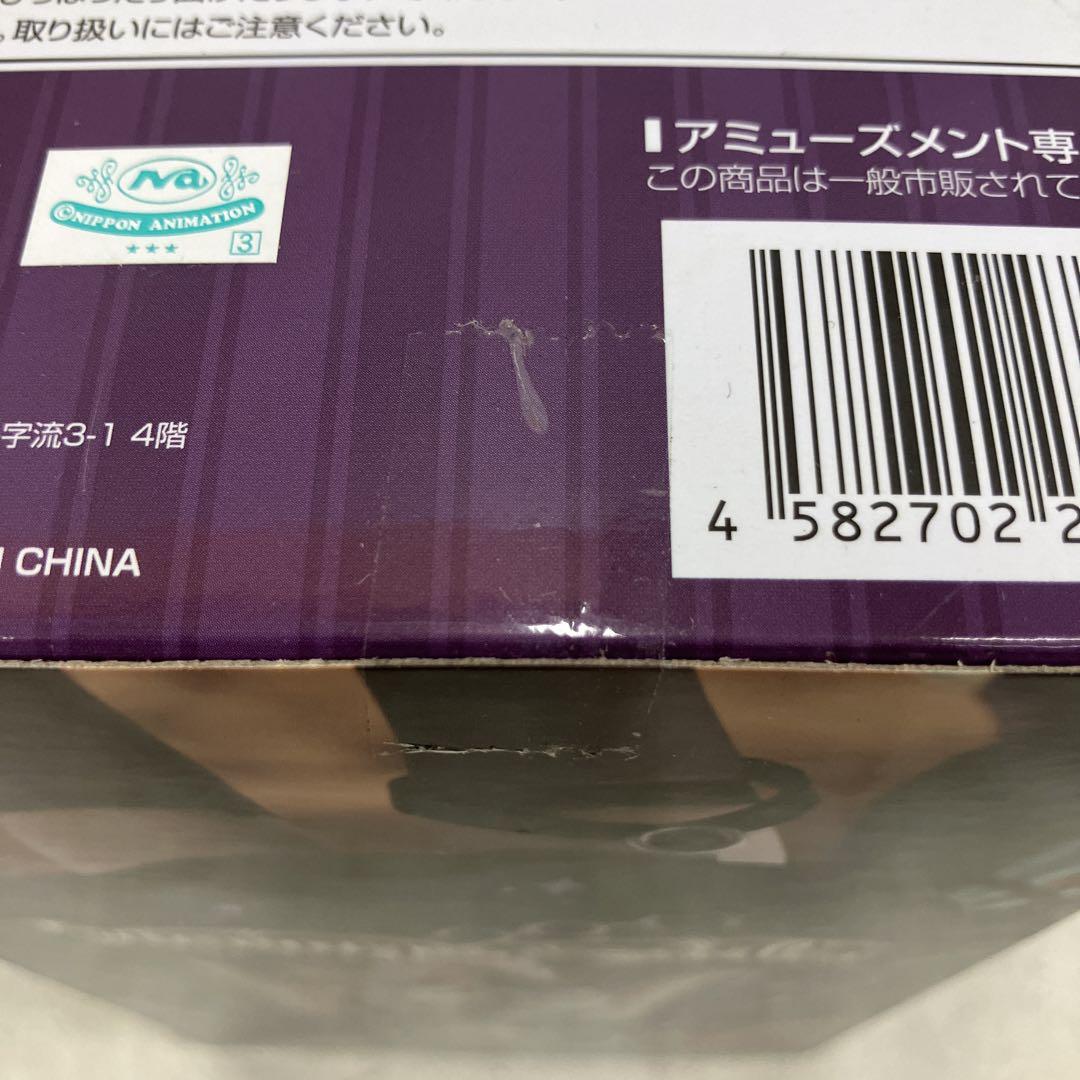 。取り扱いにはご注意ください。
Na
©NIPPON ANIMATION
★★★ 3
アミューズメント専
この商品は一般市販されて
字流3-1 4階
CHINA
4 582702 2